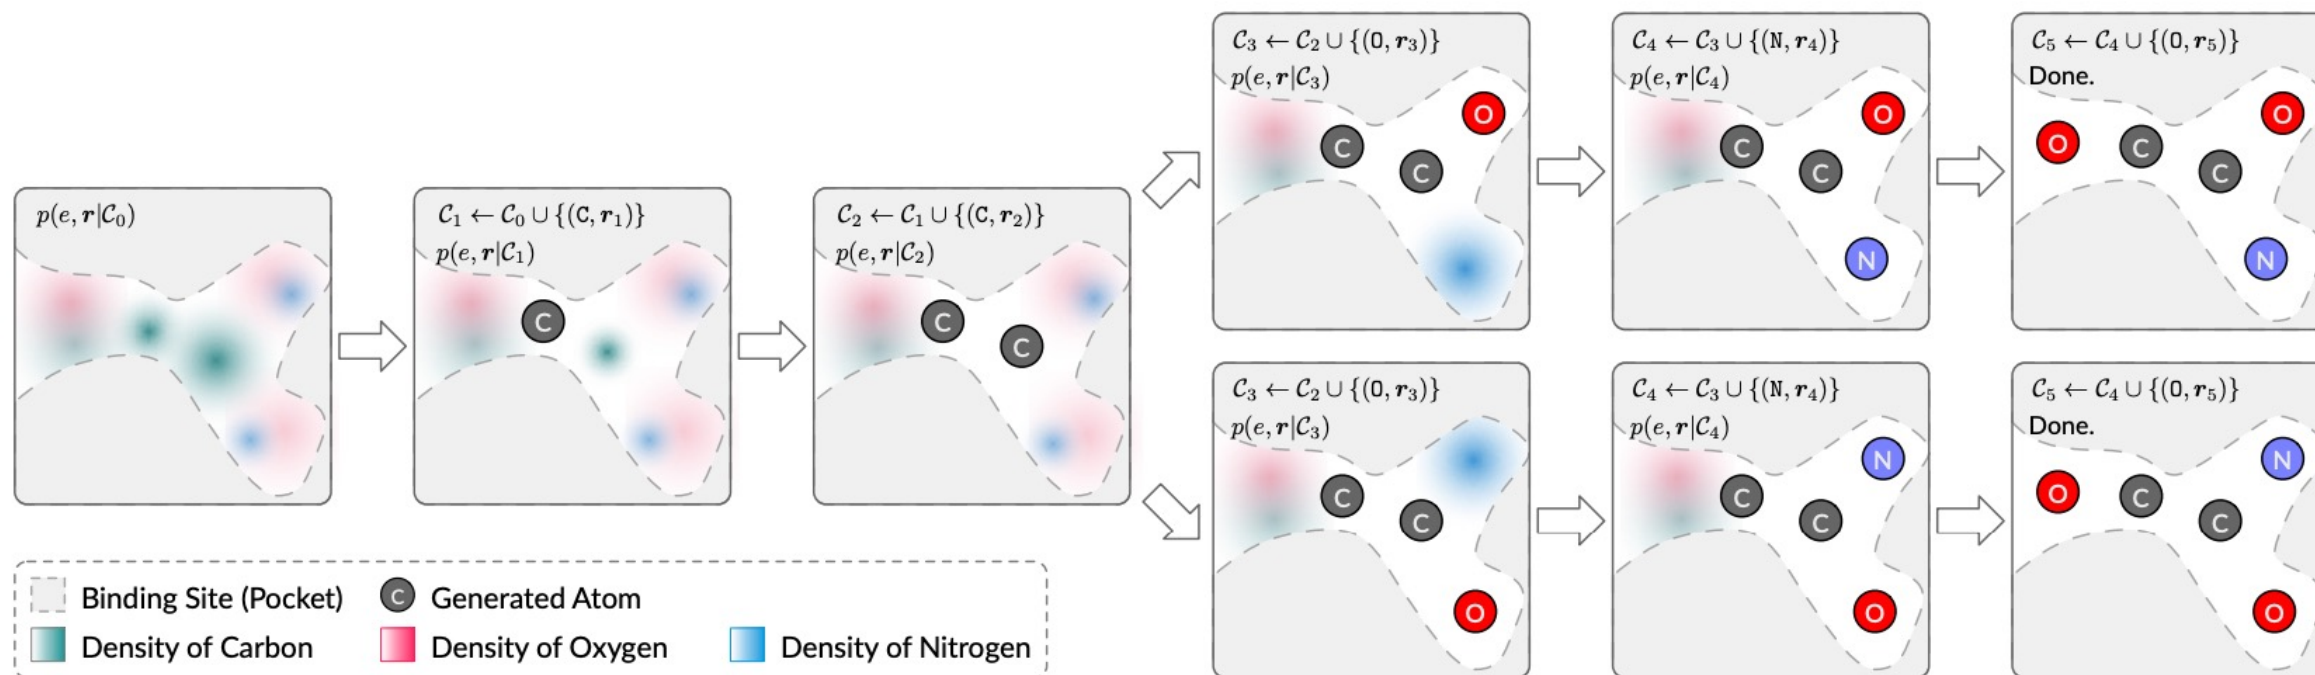 p(e, r|C₀)
C₁ ← C₀ ∪ {(C, r₁)}
p(e, r|C₁)
C
C₂ ← C₁ ∪ {(C, r₂)}
p(e, r|C₂)
C
C
C₃ ← C₂ ∪ {(O, r₃)}
p(e, r|C₃)
O
C
C
C₄ ← C₃ ∪ {(N, r₄)}
p(e, r|C₄)
O
C
C
N
C₅ ← C₄ ∪ {(O, r₅)}
Done.
O
O
C
C
N
C₃ ← C₂ ∪ {(O, r₃)}
p(e, r|C₃)
C
C
O
C₄ ← C₃ ∪ {(N, r₄)}
p(e, r|C₄)
N
C
C
O
C₅ ← C₄ ∪ {(O, r₅)}
Done.
N
O
C
C
O
Binding Site (Pocket)
C Generated Atom
Density of Carbon
Density of Oxygen
Density of Nitrogen